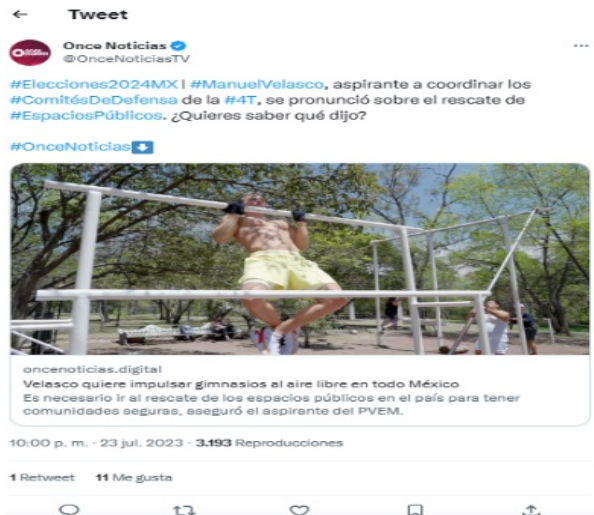 Tweet
Once Noticias
@OnceNoticiasTV
#Elecciones2024MX | #ManuelVelasco, aspirante a coordinar los
#ComitésDeDefensa de la #4T, se pronunció sobre el rescate de
#EspaciosPúblicos. ¿Quieres saber qué dijo?
#OnceNoticias
oncenoticias.digital
Velasco quiere impulsar gimnasios al aire libre en todo México
Es necesario ir al rescate de los espacios públicos en el país para tener
comunidades seguras, aseguró el aspirante del PVEM.
10:00 p. m. · 23 jul. 2023 · 3.193 Reproducciones
1 Retweet 11 Me gusta